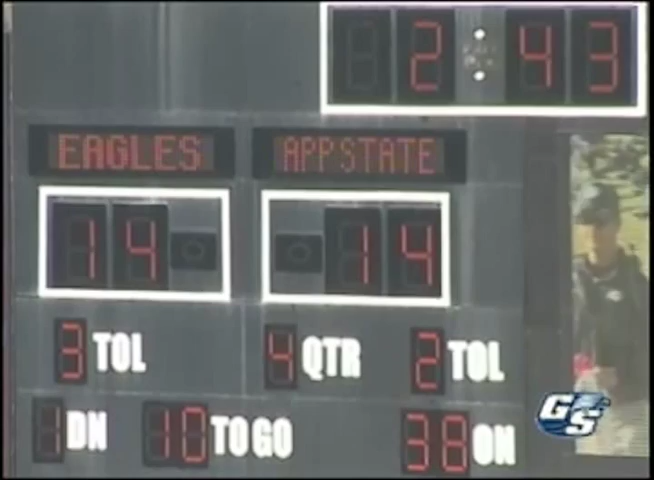 2:43
EAGLES APPSTATE
14 14
3 TOL 4 QTR 2 TOL
1 DN 10 TO GO 38 ON
GS